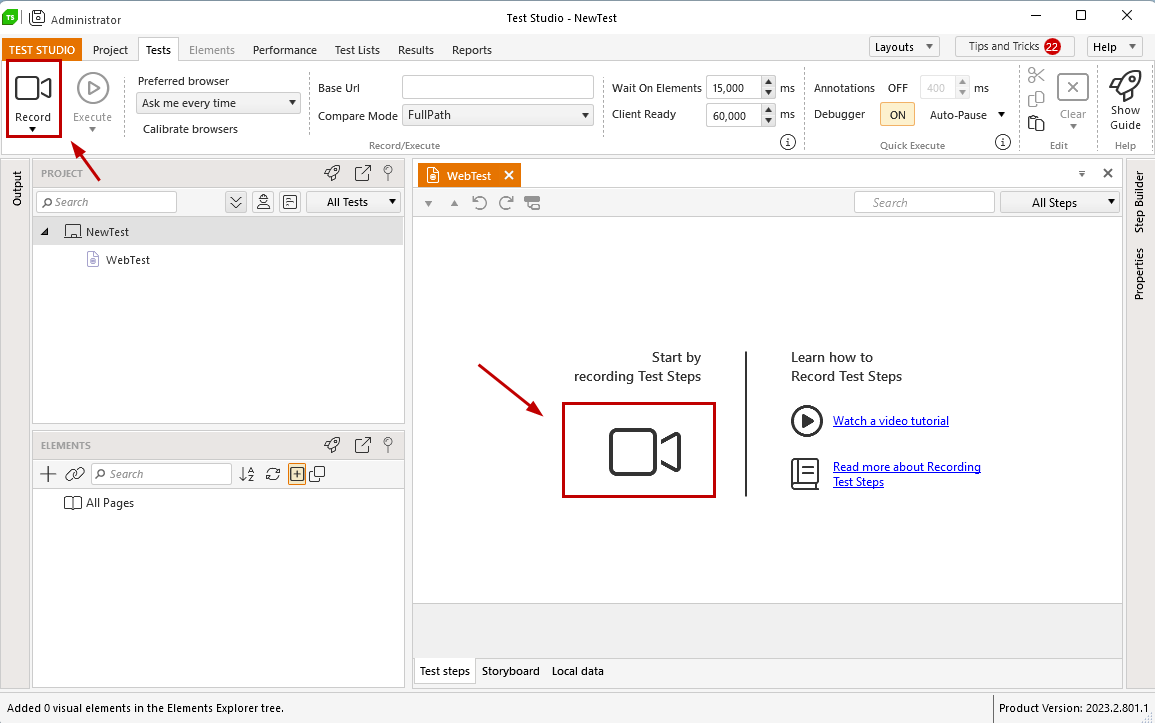 TS
Administrator
Test Studio - NewTest
TEST STUDIO
Project
Tests
Elements
Performance
Test Lists
Results
Reports
Layouts
Tips and Tricks 22
Help
Record
Execute
Preferred browser
Ask me every time
Calibrate browsers
Base Url
Compare Mode FullPath
Record/Execute
Wait On Elements 15,000 ms
Client Ready 60,000 ms
Annotations OFF 400 ms
Debugger ON Auto-Pause
Quick Execute
Clear
Edit
Show
Guide
Help
Output
PROJECT
Search
All Tests
NewTest
WebTest
ELEMENTS
Search
All Pages
WebTest
Search
All Steps
Start by
recording Test Steps
Learn how to
Record Test Steps
Watch a video tutorial
Read more about Recording
Test Steps
Test steps
Storyboard
Local data
Step Builder
Properties
Added 0 visual elements in the Elements Explorer tree.
Product Version: 2023.2.801.1